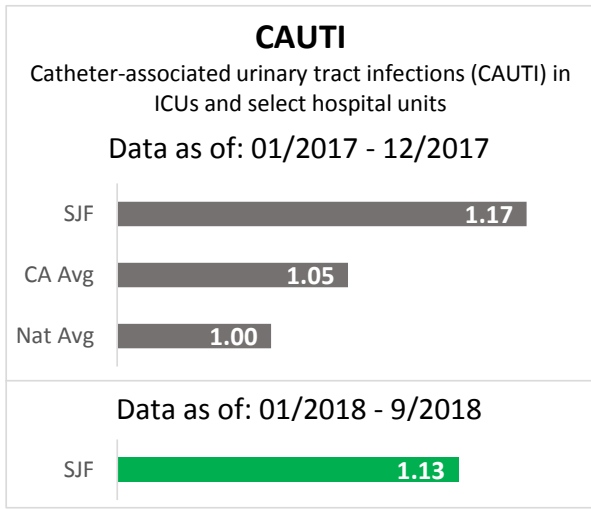 CAUTI
Catheter-associated urinary tract infections (CAUTI) in
ICUs and select hospital units
Data as of: 01/2017 - 12/2017
SJF 1.17
CA Avg 1.05
Nat Avg 1.00
Data as of: 01/2018 - 9/2018
SJF 1.13